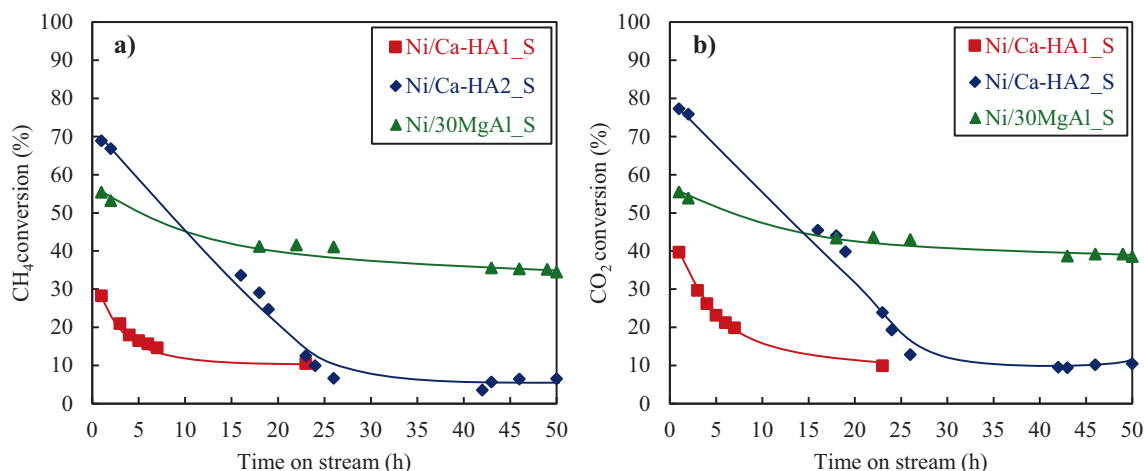 a)
Ni/Ca-HA1_S
Ni/Ca-HA2_S
Ni/30MgAl_S
CH4 conversion (%)
100
90
80
70
60
50
40
30
20
10
0
0 5 10 15 20 25 30 35 40 45 50
Time on stream (h)
b)
Ni/Ca-HA1_S
Ni/Ca-HA2_S
Ni/30MgAl_S
CO2 conversion (%)
100
90
80
70
60
50
40
30
20
10
0
0 5 10 15 20 25 30 35 40 45 50
Time on stream (h)